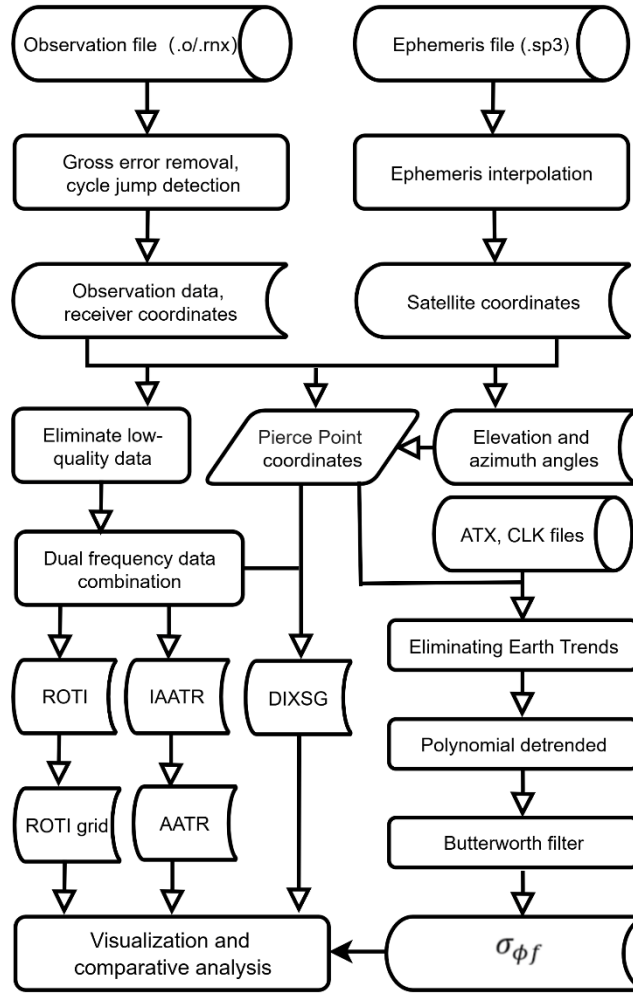 Observation file （.o/.rnx)
Ephemeris file (.sp3)
Gross error removal,
cycle jump detection
Ephemeris interpolation
Observation data,
receiver coordinates
Satellite coordinates
Eliminate low-
quality data
Pierce Point
coordinates
Elevation and
azimuth angles
ATX, CLK files
Dual frequency data
combination
Eliminating Earth Trends
ROTI
IAATR
DIXSG
Polynomial detrended
ROTI grid
AATR
Butterworth filter
Visualization and
comparative analysis
σϕf